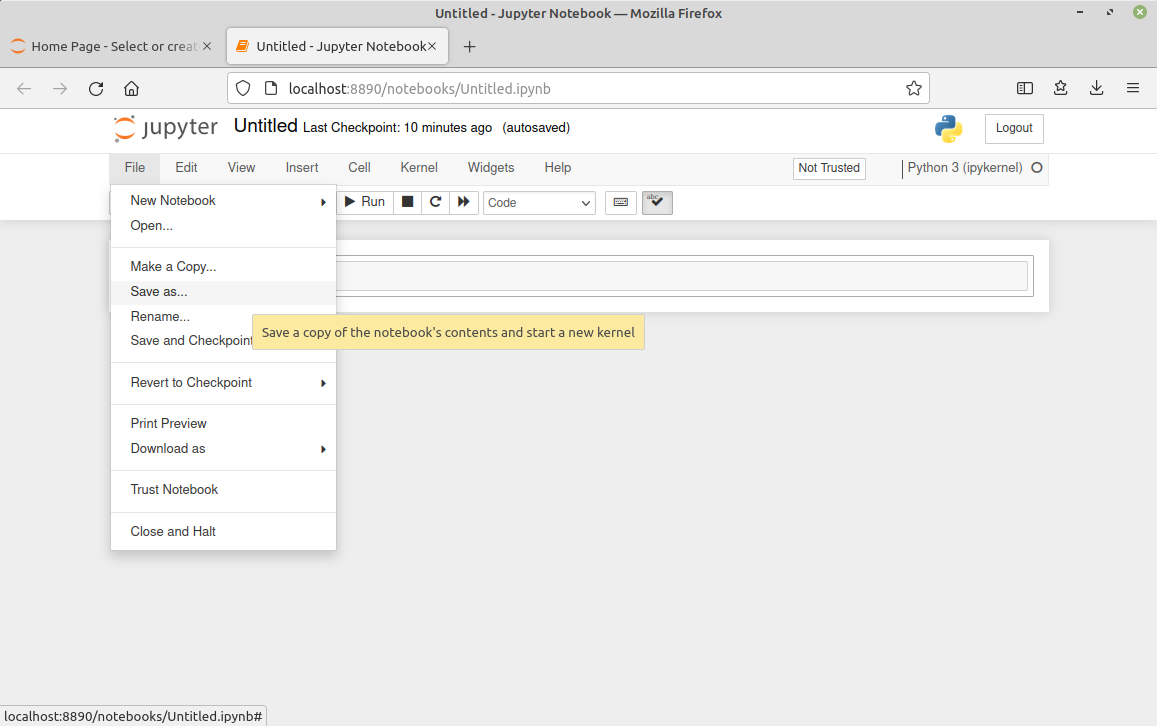 Untitled - Jupyter Notebook — Mozilla Firefox
Home Page - Select or creat
Untitled - Jupyter Notebook
localhost:8890/notebooks/Untitled.ipynb
jupyter Untitled Last Checkpoint: 10 minutes ago (autosaved)
Logout
File Edit View Insert Cell Kernel Widgets Help
Not Trusted
Python 3 (ipykernel)
Run
Code
abc
New Notebook
Open...
Make a Copy...
Save as...
Rename...
Save and Checkpoint
Save a copy of the notebook's contents and start a new kernel
Revert to Checkpoint
Print Preview
Download as
Trust Notebook
Close and Halt
localhost:8890/notebooks/Untitled.ipynb#